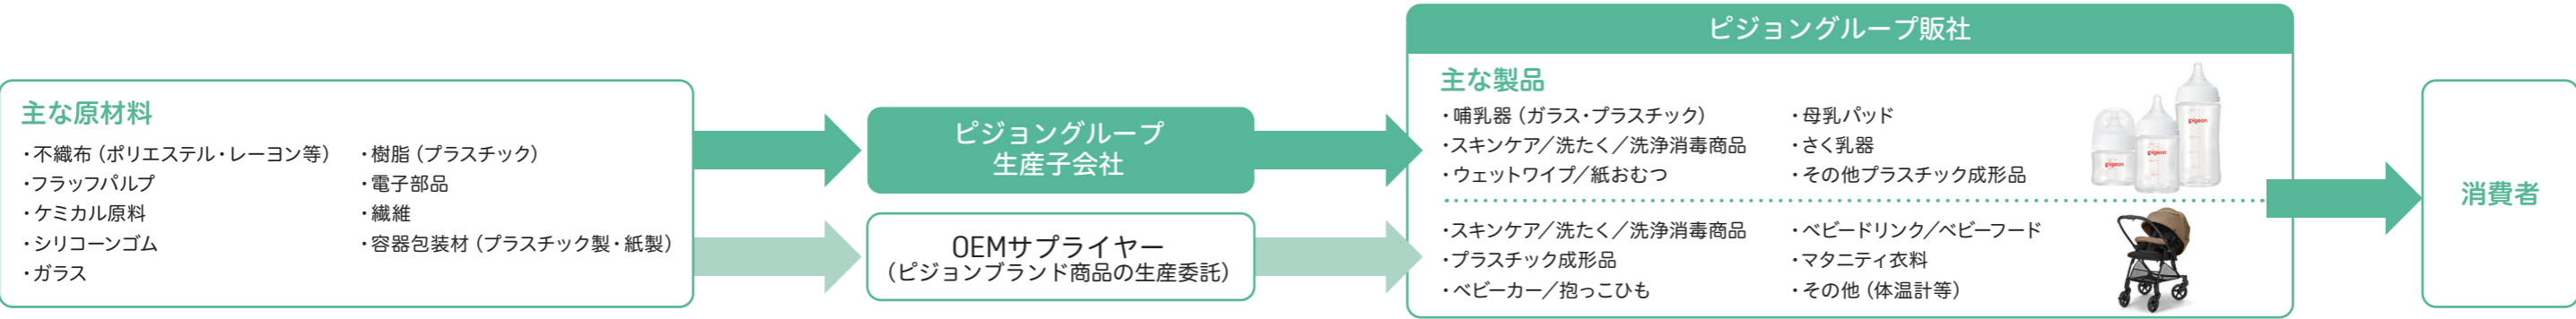 主な原材料
・不織布（ポリエステル・レーヨン等）
・フラッフパルプ
・ケミカル原料
・シリコーンゴム
・ガラス
・樹脂（プラスチック）
・電子部品
・繊維
・容器包装材（プラスチック製・紙製）
ピジョングループ
生産子会社
OEMサプライヤー
（ピジョンブランド商品の生産委託）
ピジョングループ販社
主な製品
・哺乳器（ガラス・プラスチック）
・スキンケア／洗たく／洗浄消毒商品
・ウェットワイプ／紙おむつ
・母乳パッド
・さく乳器
・その他プラスチック成形品
pigeon
pigeon
pigeon
・スキンケア／洗たく／洗浄消毒商品
・プラスチック成形品
・ベビーカー／抱っこひも
・ベビードリンク／ベビーフード
・マタニティ衣料
・その他（体温計等）
消費者